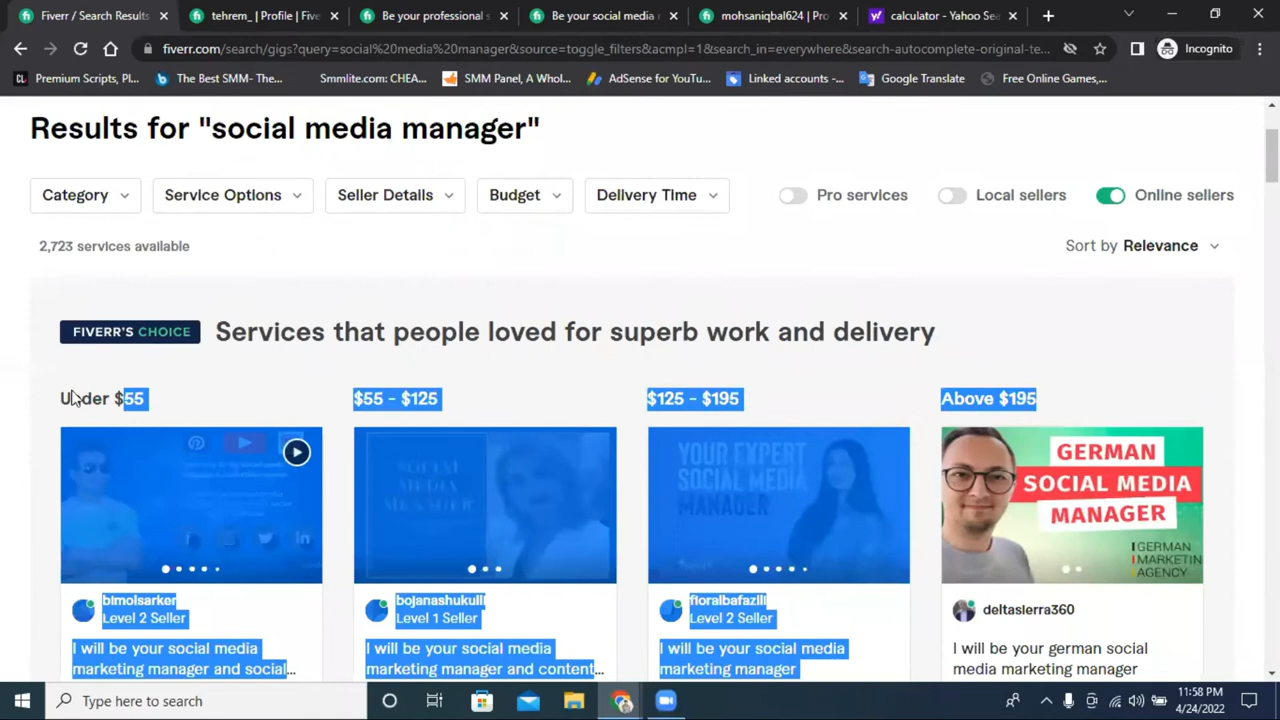 Fiverr / Search Results
tehrem_ | Profile | Five
Be your professional s
Be your social media r
mohsaniqbal624 | Pro
calculator - Yahoo Sea
fiverr.com/search/gigs?query=social%20media%20manager&source=toggle_filters&acmpl=1&search_in=everywhere&search-autocomplete-original-te...
Incognito
Premium Scripts, Pl...
The Best SMM- The...
Smmlite.com: CHEA...
SMM Panel, A Whol...
AdSense for YouTu...
Linked accounts -...
Google Translate
Free Online Games,...
Results for "social media manager"
Category
Service Options
Seller Details
Budget
Delivery Time
Pro services
Local sellers
Online sellers
2,723 services available
Sort by Relevance
FIVERR'S CHOICE
Services that people loved for superb work and delivery
Under $55
$55 - $125
$125 - $195
Above $195
SOCIAL
MEDIA
MANAGER
YOUR EXPERT
SOCIAL MEDIA
MANAGER
GERMAN
SOCIAL MEDIA
MANAGER
GERMAN
MARKETIN
AGENCY
bimolsarker
Level 2 Seller
I will be your social media
marketing manager and social...
bojanashukulli
Level 1 Seller
I will be your social media
marketing manager and content...
floralbafazlli
Level 2 Seller
I will be your social media
marketing manager
deltasierra360
I will be your german social
media marketing manager
Type here to search
11:58 PM
4/24/2022